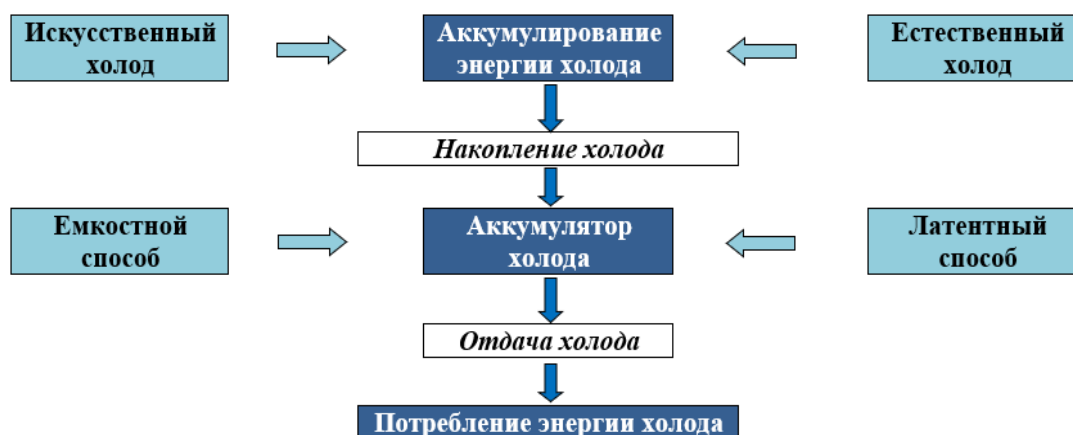 Искусственный
холод
Аккумулирование
энергии холода
Естественный
холод
Накопление холода
Емкостной
способ
Аккумулятор
холода
Латентный
способ
Отдача холода
Потребление энергии холода